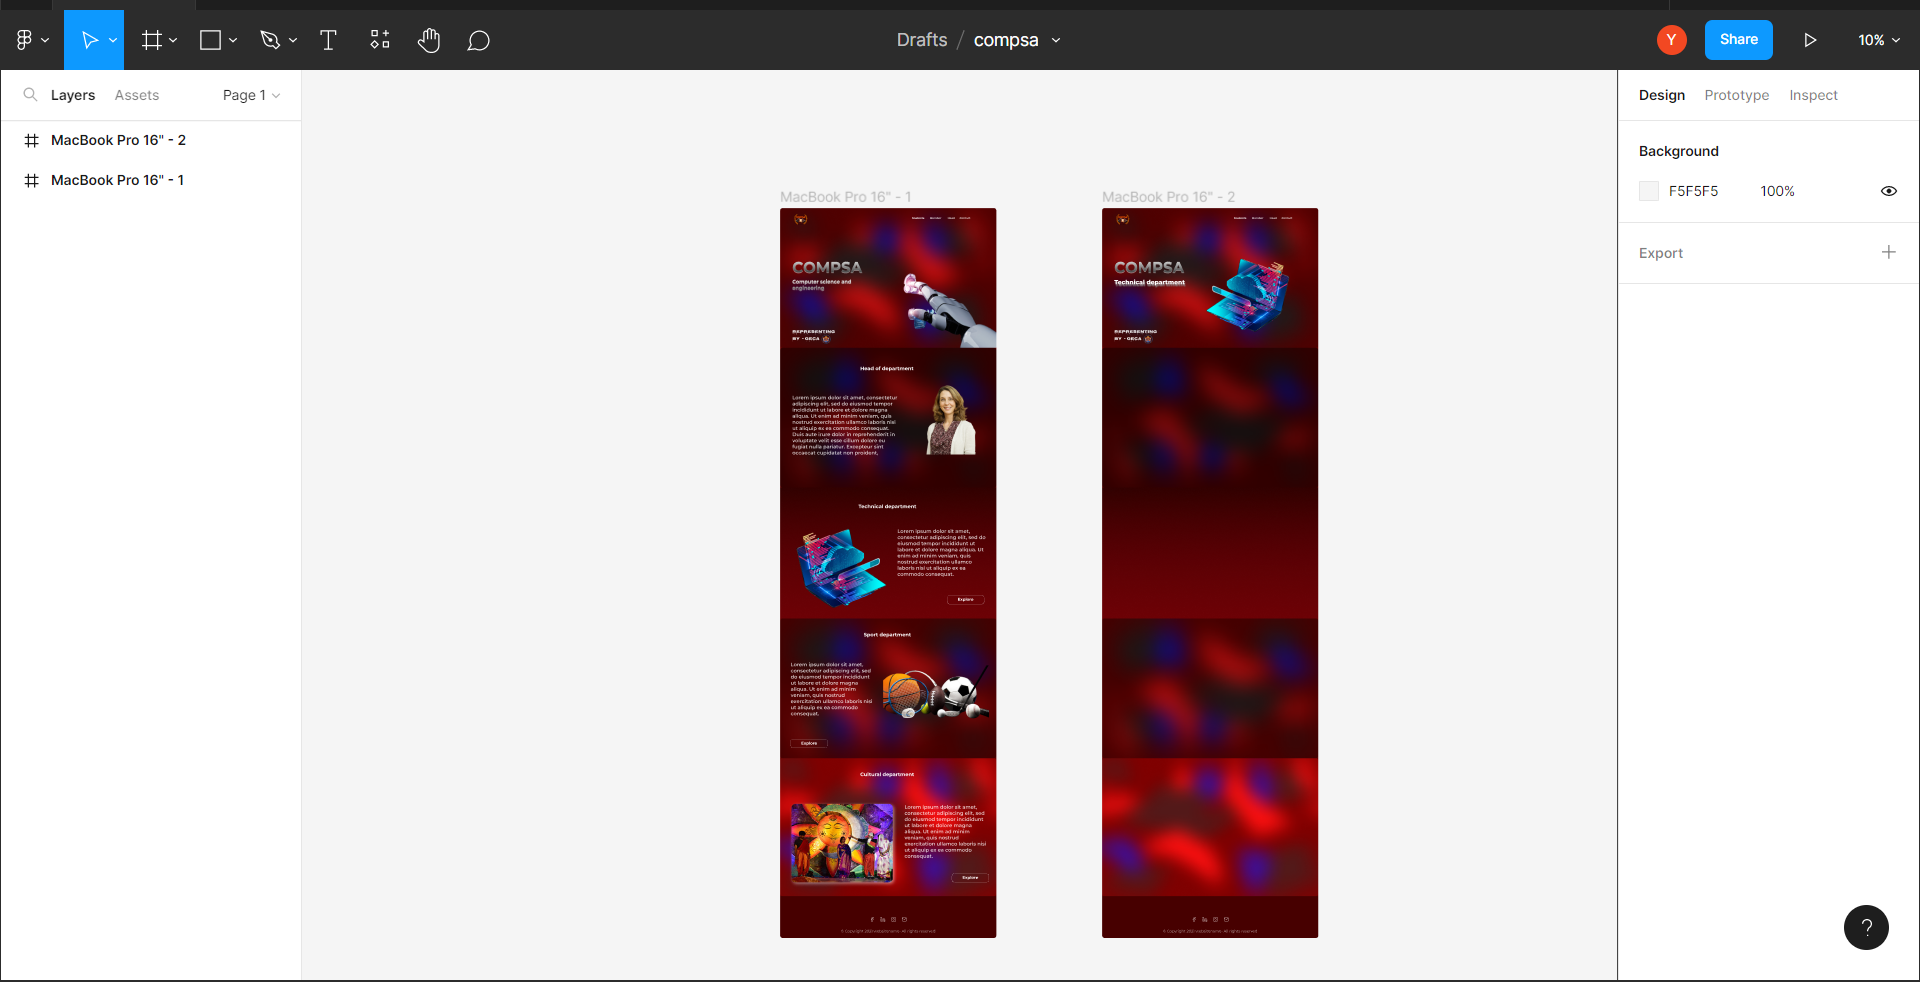 Drafts / compsa
Y
Share
10%
Layers
Assets
Page 1
MacBook Pro 16" - 2
MacBook Pro 16" - 1
Design
Prototype
Inspect
Background
F5F5F5
100%
Export
?
MacBook Pro 16" - 1
COMPSA
Computer science and
engineering
REPRESENTING
BY - GECA
Head of department
Lorem ipsum dolor sit amet, consectetur
adipiscing elit, sed do eiusmod tempor
incididunt ut labore et dolore magna
aliqua. Ut enim ad minim veniam, quis
nostrud exercitation ullamco laboris nisi
ut aliquip ex ea commodo consequat.
Duis aute irure dolor in reprehenderit in
voluptate velit esse cillum dolore eu
fugiat nulla pariatur. Excepteur sint
occaecat cupidatat non proident,
Technical department
Lorem ipsum dolor sit amet,
consectetur adipiscing elit, sed do
eiusmod tempor incididunt ut
labore et dolore magna aliqua. Ut
enim ad minim veniam, quis
nostrud exercitation ullamco
laboris nisi ut aliquip ex ea
commodo consequat.
Explore
Sport department
Lorem ipsum dolor sit amet,
consectetur adipiscing elit, sed
do eiusmod tempor incididunt
ut labore et dolore magna
aliqua. Ut enim ad minim
veniam, quis nostrud
exercitation ullamco laboris nisi
ut aliquip ex ea commodo
consequat.
Explore
Cultural department
Lorem ipsum dolor sit amet,
consectetur adipiscing elit, sed
do eiusmod tempor incididunt
ut labore et dolore magna
aliqua. Ut enim ad minim
veniam, quis nostrud
exercitation ullamco laboris nisi
ut aliquip ex ea commodo
consequat.
Explore
MacBook Pro 16" - 2
COMPSA
Technical department
REPRESENTING
BY - GECA